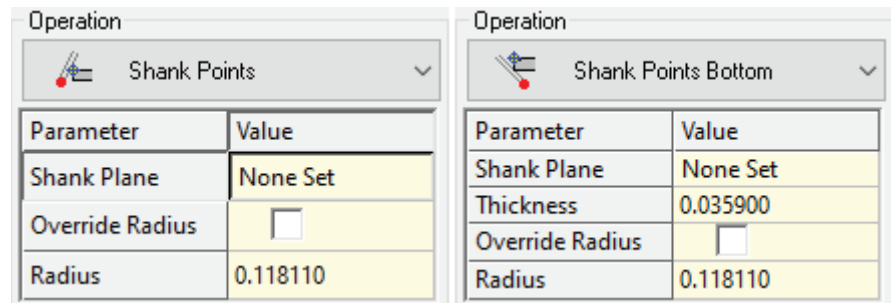 Operation
Shank Points
Parameter Value
Shank Plane None Set
Override Radius
Radius 0.118110
Operation
Shank Points Bottom
Parameter Value
Shank Plane None Set
Thickness 0.035900
Override Radius
Radius 0.118110